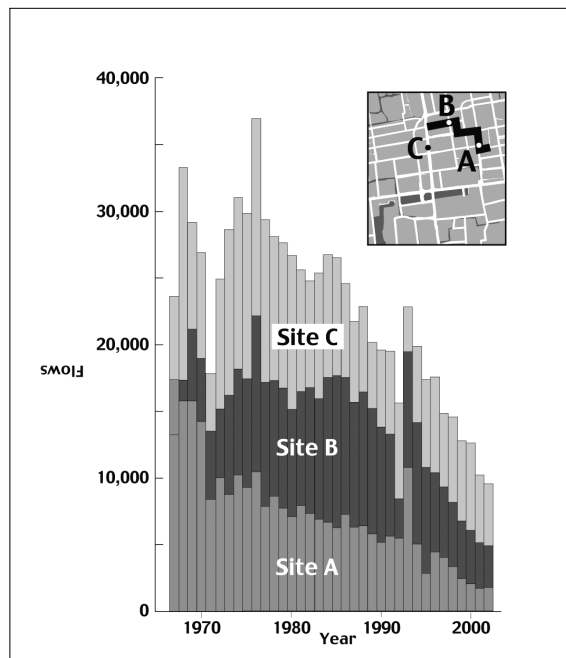 40,000
30,000
20,000
10,000
0
Flows
1970
1980
1990
2000
Year
Site C
Site B
Site A
B
C
A